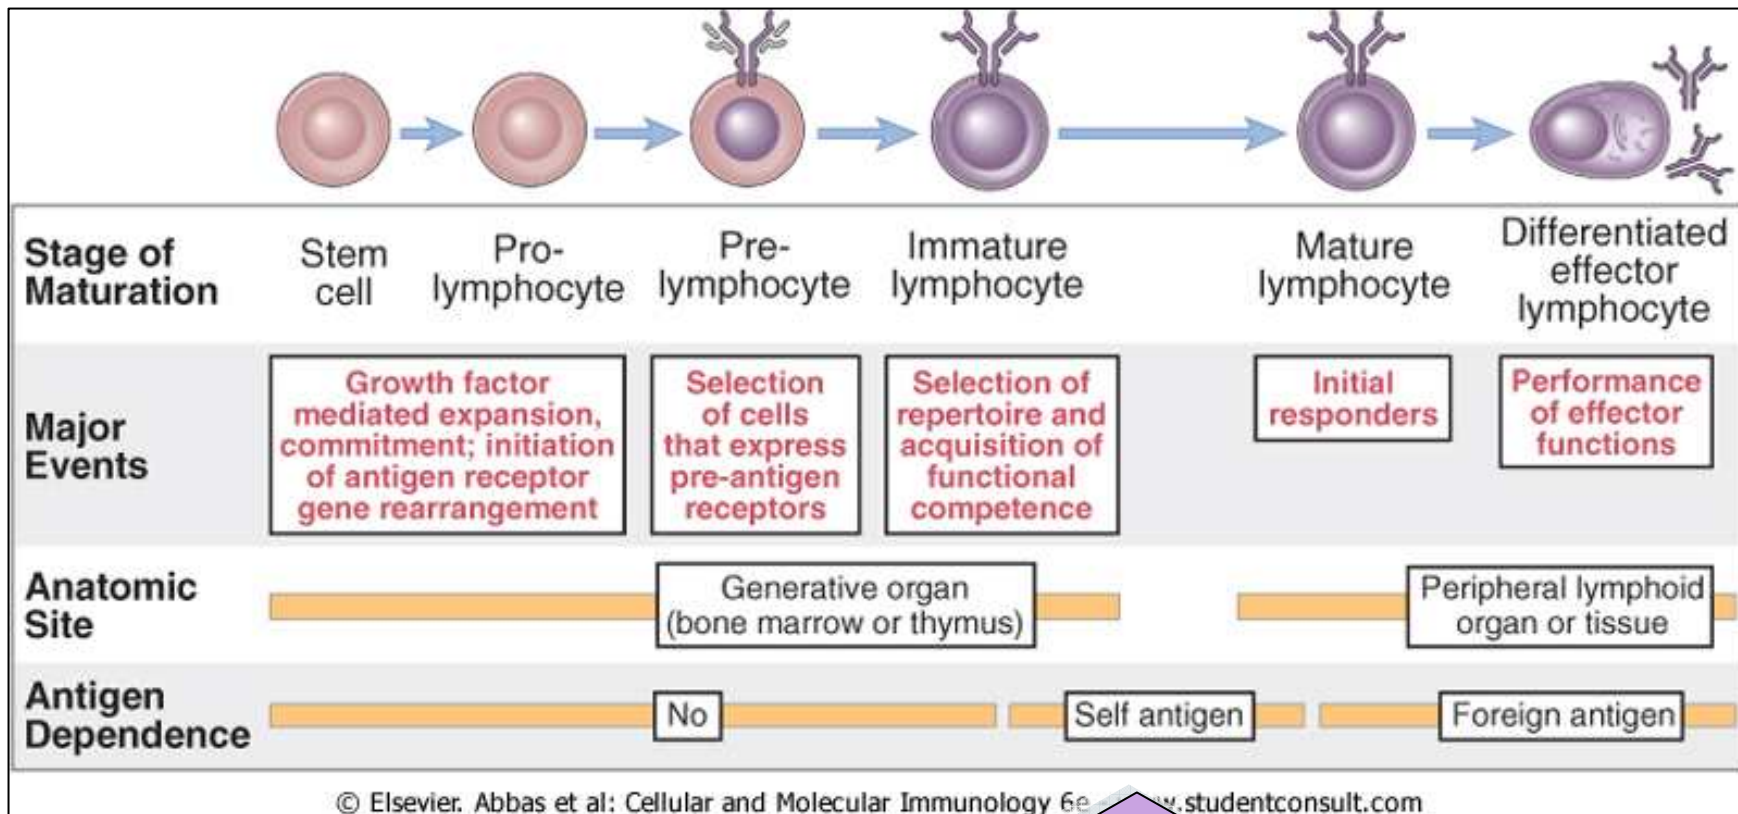 Stage of
Maturation
Stem
cell
Pro-
lymphocyte
Pre-
lymphocyte
Immature
lymphocyte
Mature
lymphocyte
Differentiated
effector
lymphocyte
Major
Events
Growth factor
mediated expansion,
commitment; initiation
of antigen receptor
gene rearrangement
Selection
of cells
that express
pre-antigen
receptors
Selection of
repertoire and
acquisition of
functional
competence
Initial
responders
Performance
of effector
functions
Anatomic
Site
Generative organ
(bone marrow or thymus)
Peripheral lymphoid
organ or tissue
Antigen
Dependence
No
Self antigen
Foreign antigen
© Elsevier. Abbas et al: Cellular and Molecular Immunology 6e - .studentconsult.com